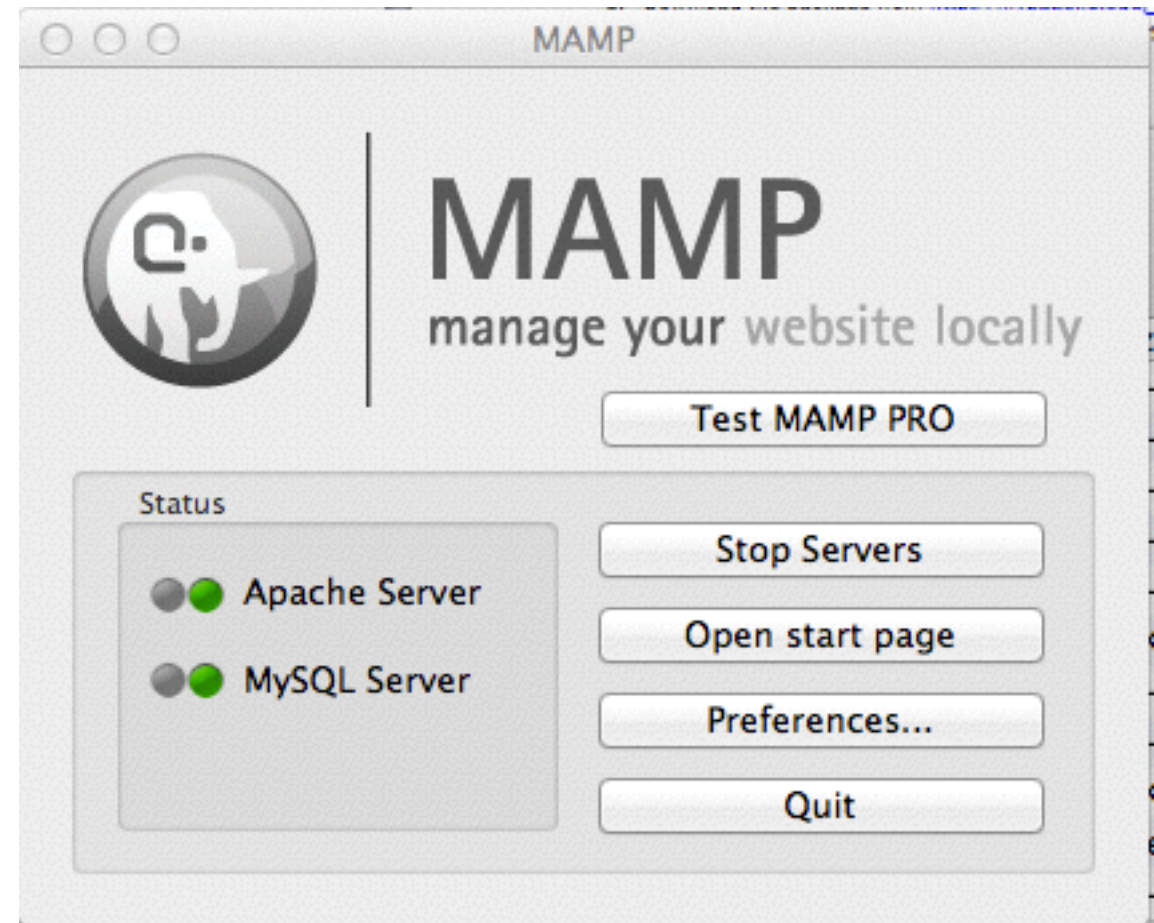 MAMP
MAMP
manage your website locally
Test MAMP PRO
Status
Apache Server
MySQL Server
Stop Servers
Open start page
Preferences...
Quit